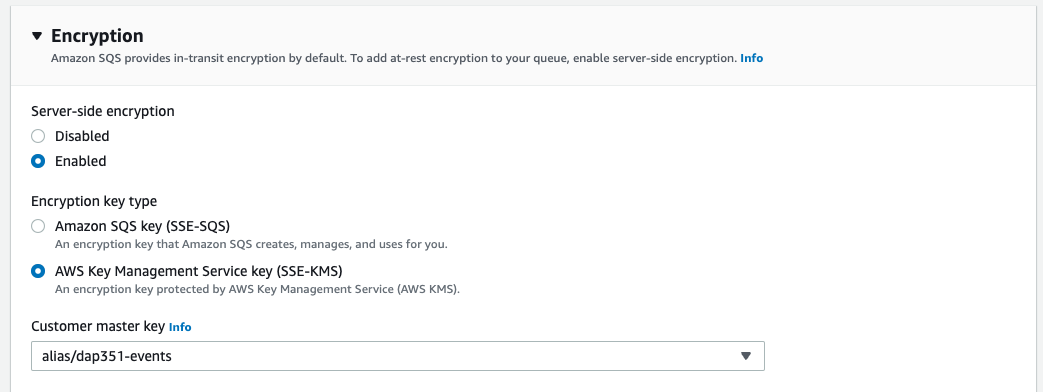 Encryption
Amazon SQS provides in-transit encryption by default. To add at-rest encryption to your queue, enable server-side encryption. Info
Server-side encryption
Disabled
Enabled
Encryption key type
Amazon SQS key (SSE-SQS)
An encryption key that Amazon SQS creates, manages, and uses for you.
AWS Key Management Service key (SSE-KMS)
An encryption key protected by AWS Key Management Service (AWS KMS).
Customer master key Info
alias/dap351-events